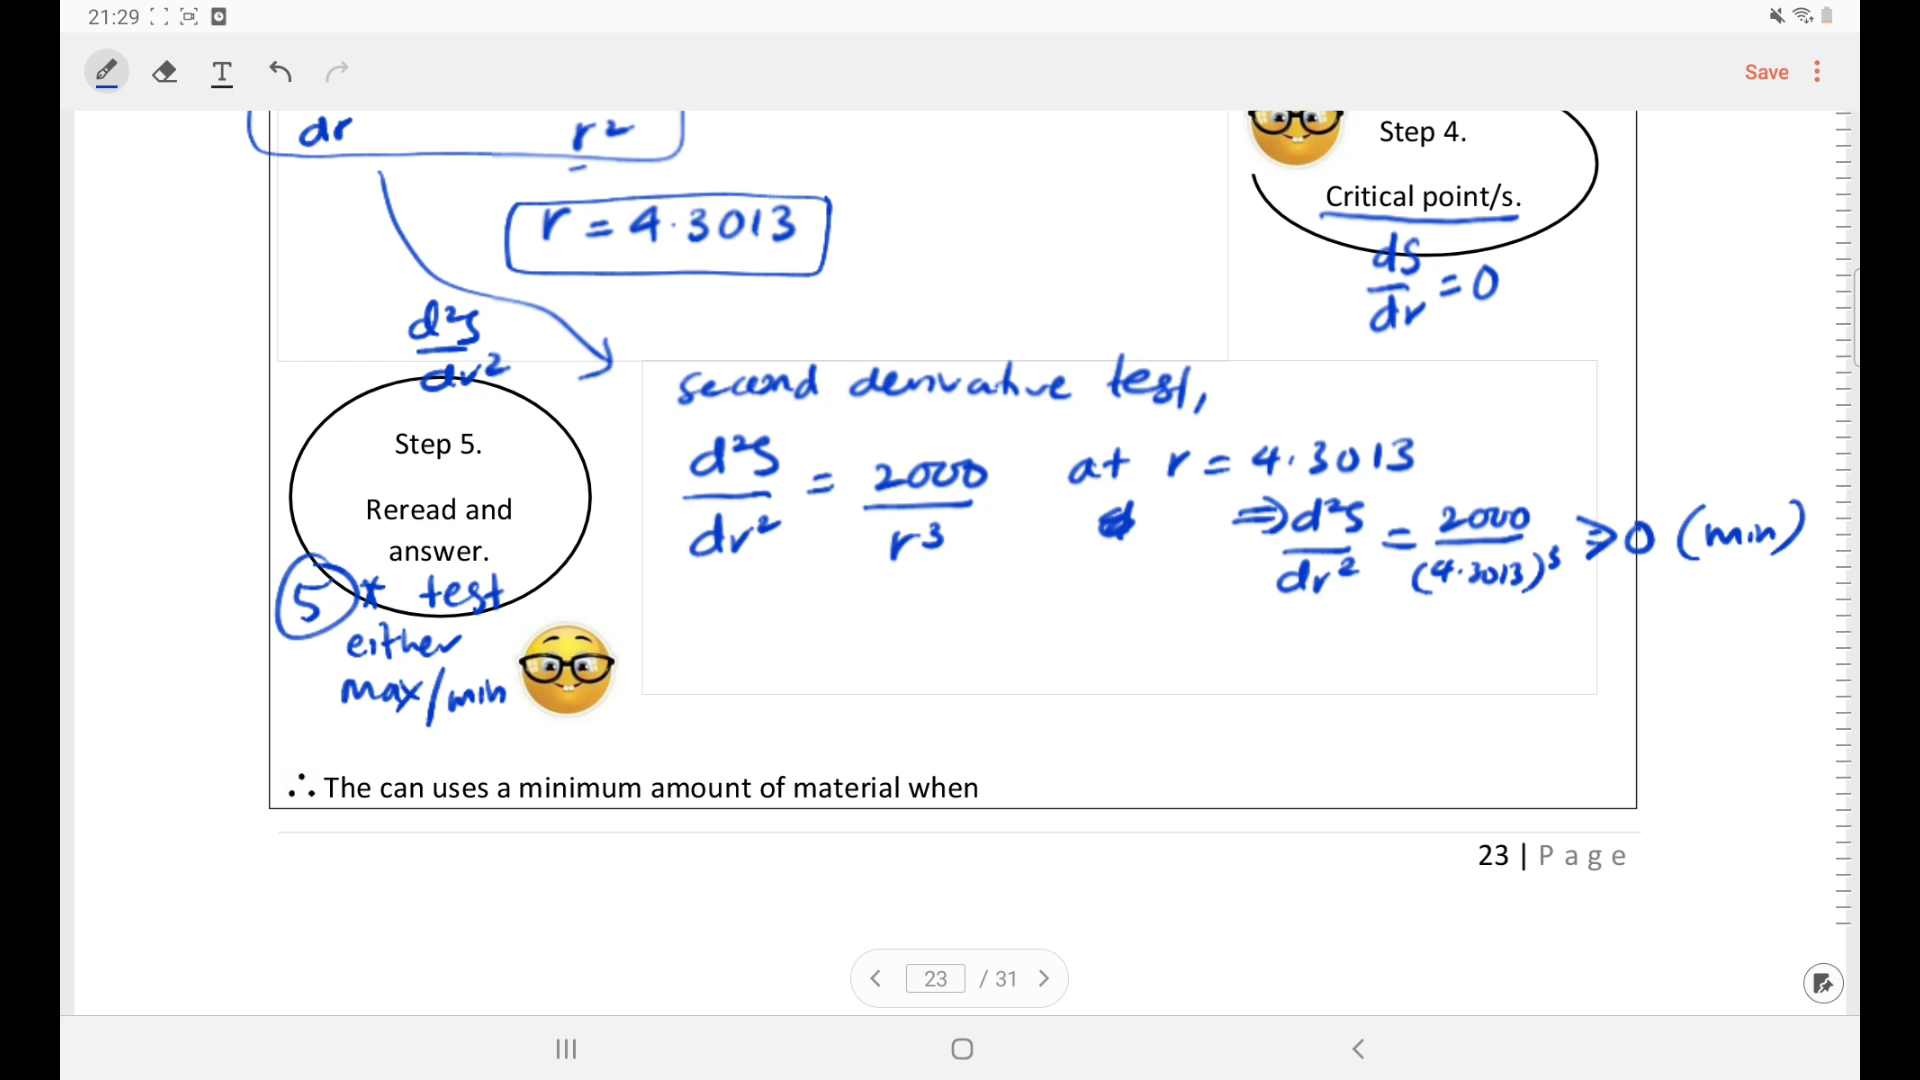 21:29
Save
dr r²
Step 4.
r = 4.3013
Critical point/s.
dS/dr = 0
d²S/dr²
second derivative test,
Step 5.
d²S/dr² = 2000/r³ at r = 4.3013
Reread and
answer.
⇒ d²S/dr² = 2000/(4.3013)³ > 0 (min)
5 * test
either
max/min
∴ The can uses a minimum amount of material when
23 | Page
23 / 31